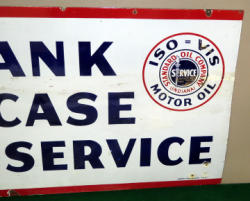 ANK
CASE
SERVICE
ISO-VIS
STANDARD OIL COMPANY
SERVICE
(INDIANA)
MOTOR OIL